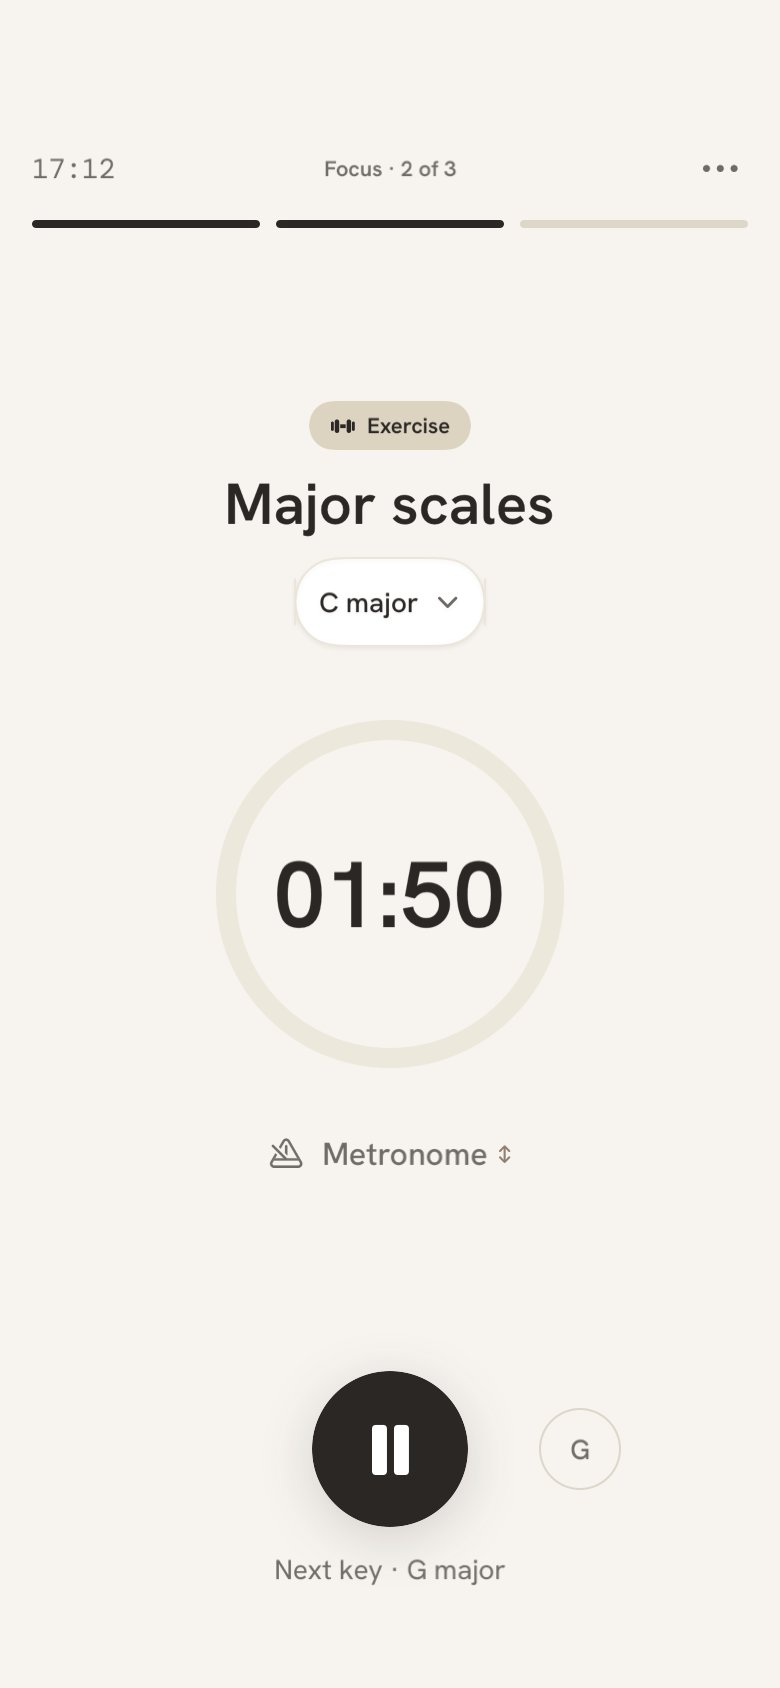 17:12
Focus · 2 of 3
Exercise
Major scales
C major
01:50
Metronome
G
Next key · G major